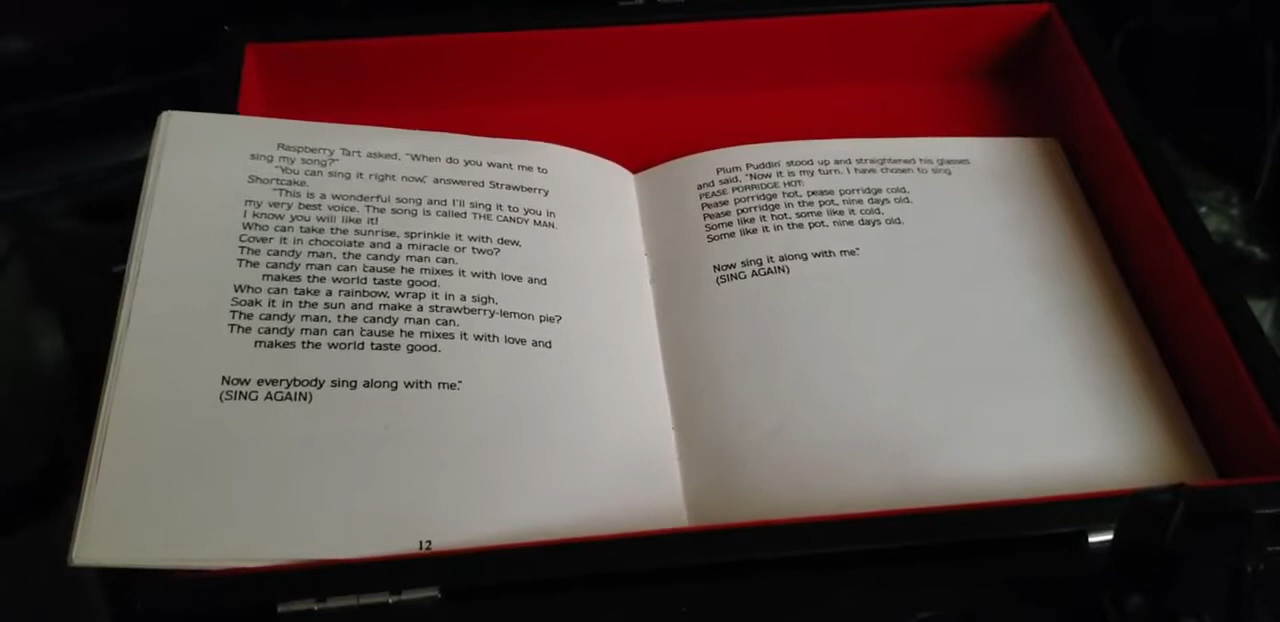 Raspberry Tart asked, "When do you want me to
sing my song?"
"You can sing it right now," answered Strawberry
Shortcake.
"This is a wonderful song and I'll sing it to you in
my very best voice. The song is called THE CANDY MAN.
I know you will like it!
Who can take the sunrise, sprinkle it with dew,
Cover it in chocolate and a miracle or two?
The candy man, the candy man can.
The candy man can 'cause he mixes it with love and
makes the world taste good.
Who can take a rainbow, wrap it in a sigh,
Soak it in the sun and make a strawberry-lemon pie?
The candy man, the candy man can.
The candy man can 'cause he mixes it with love and
makes the world taste good.
Now everybody sing along with me."
(SING AGAIN)
12
Plum Puddin' stood up and straightened his glasses
and said, "Now it is my turn. I have chosen to sing
PEASE PORRIDGE HOT:
Pease porridge hot, pease porridge cold,
Pease porridge in the pot, nine days old.
Some like it hot, some like it cold,
Some like it in the pot, nine days old.
Now sing it along with me."
(SING AGAIN)